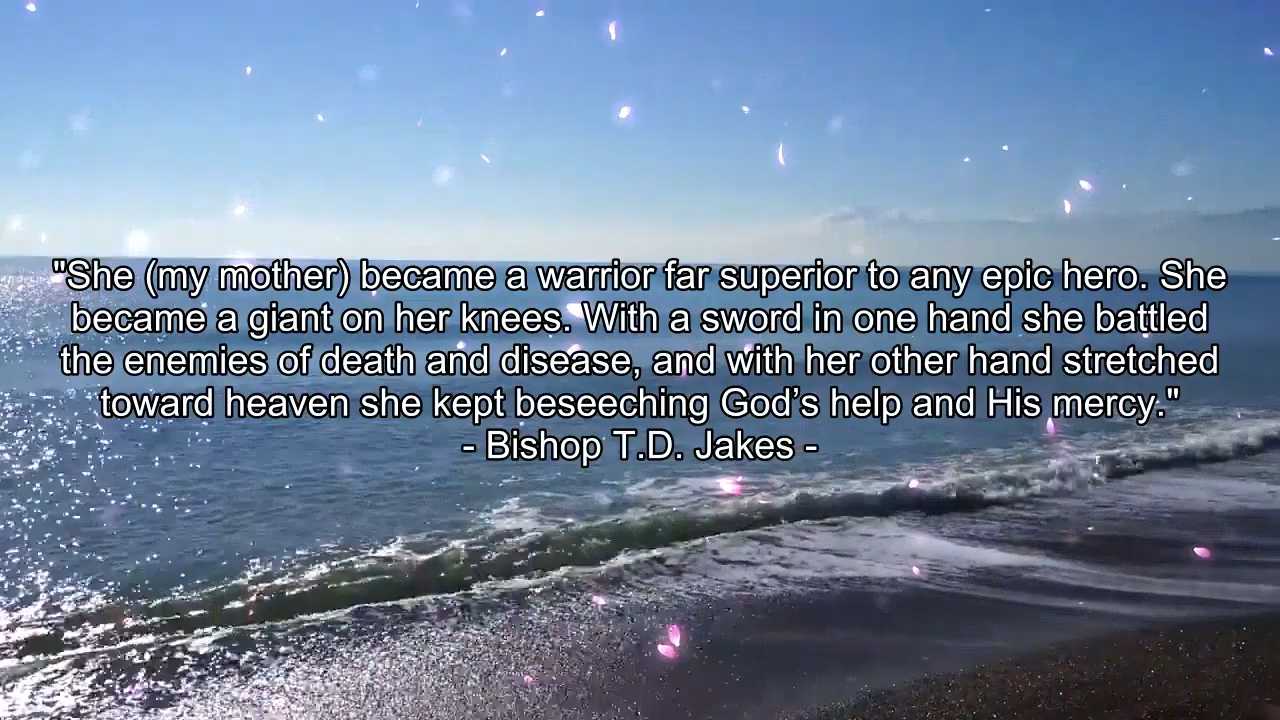 "She (my mother) became a warrior far superior to any epic hero. She
became a giant on her knees. With a sword in one hand she battled
the enemies of death and disease, and with her other hand stretched
toward heaven she kept beseeching God’s help and His mercy."
- Bishop T.D. Jakes -